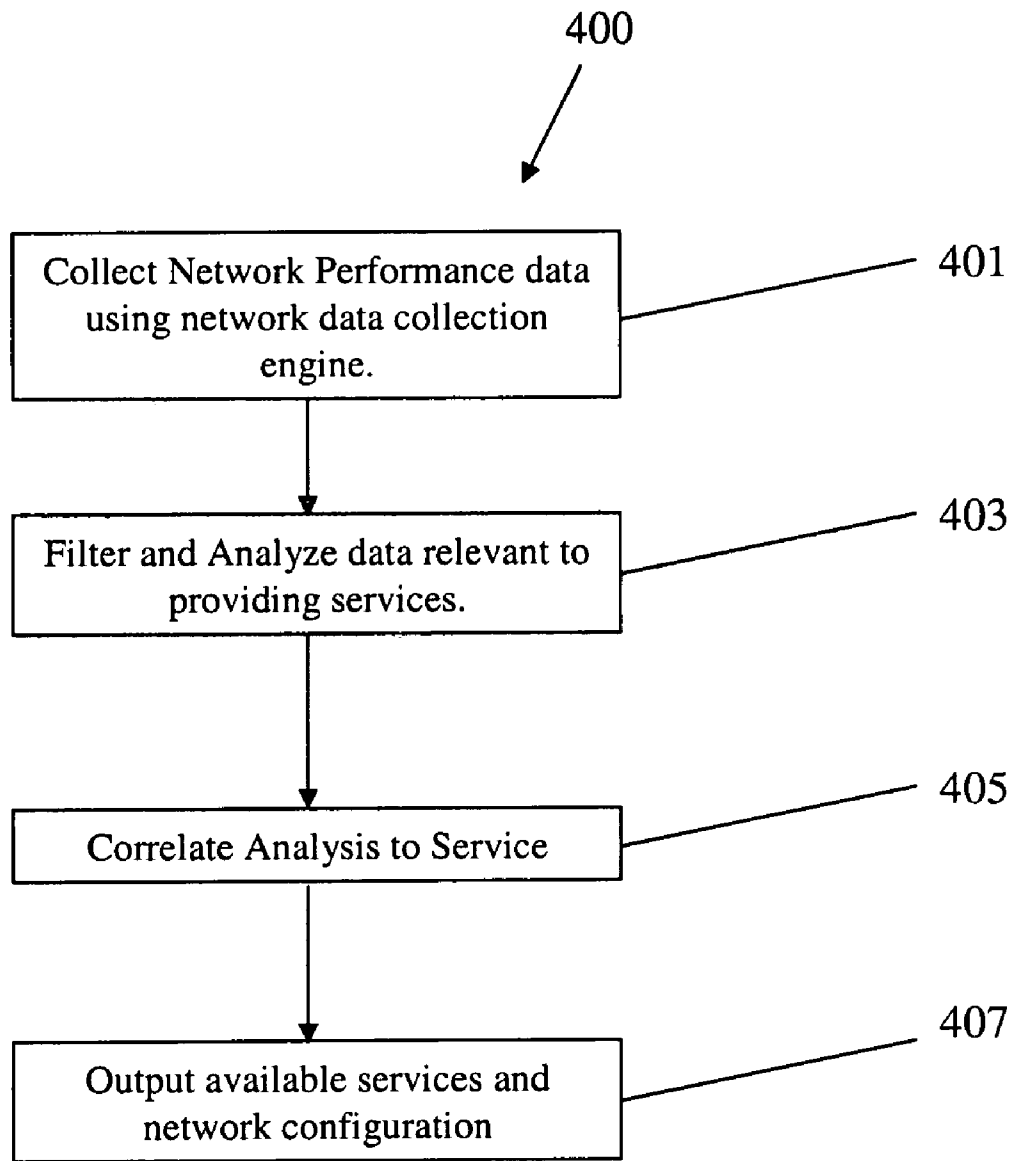 400
Collect Network Performance data
using network data collection
engine.
401
Filter and Analyze data relevant to
providing services.
403
Correlate Analysis to Service
405
Output available services and
network configuration
407